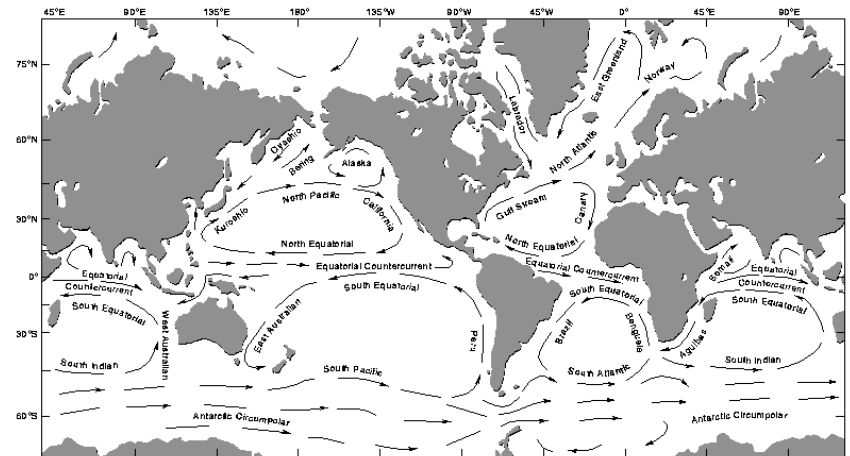 45°E 90°E 135°E 180° 135°W 90°W 45°W 0° 45°E 90°E
75°N
60°N
30°N
0°
30°S
60°S
Oyashio
Bering
Alaska
North Pacific
Kuroshio
California
North Equatorial
Equatorial Countercurrent
South Equatorial
Equatorial
Countercurrent
South Equatorial
West Australian
East Australian
South Indian
South Pacific
Peru
Antarctic Circumpolar
Labrador
East Greenland
Norway
North Atlantic
Gulf Stream
Canary
North Equatorial
Equatorial Countercurrent
South Equatorial
Brazil
Benguela
South Atlantic
Somali
Equatorial
Countercurrent
South Equatorial
Agulhas
South Indian
Antarctic Circumpolar